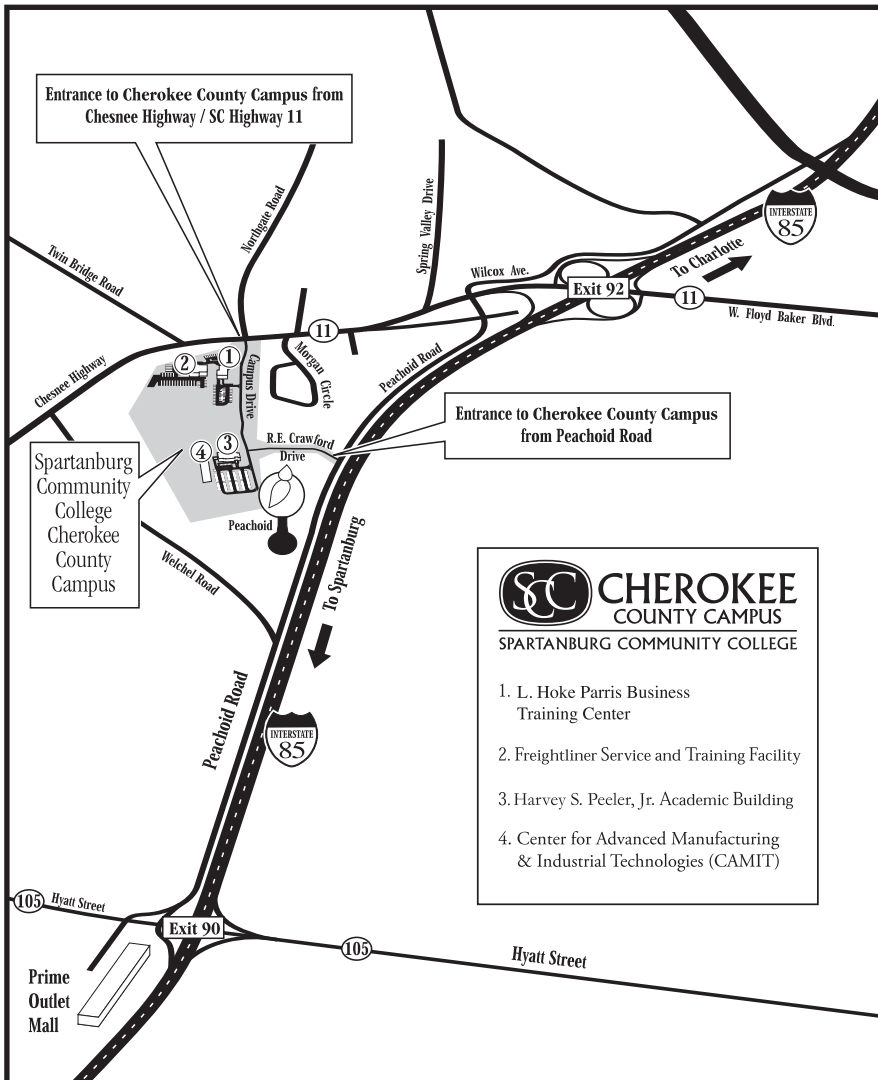 Entrance to Cherokee County Campus from
Chesnee Highway / SC Highway 11
Northgate Road
Spring Valley Drive
INTERSTATE
85
To Charlotte
Twin Bridge Road
Wilcox Ave.
Exit 92
11
W. Floyd Baker Blvd.
11
Chesnee Highway
2
1
Campus Drive
Morgan
Circle
Peachoid Road
Entrance to Cherokee County Campus
from Peachoid Road
R.E. Crawford
Drive
4
3
Spartanburg
Community
College
Cherokee
County
Campus
Peachoid
Welchel Road
To Spartanburg
SCC
CHEROKEE
COUNTY CAMPUS
SPARTANBURG COMMUNITY COLLEGE
1. L. Hoke Parris Business
Training Center
2. Freightliner Service and Training Facility
3. Harvey S. Peeler, Jr. Academic Building
4. Center for Advanced Manufacturing
& Industrial Technologies (CAMIT)
Peachoid Road
INTERSTATE
85
105
Hyatt Street
Exit 90
105
Hyatt Street
Prime
Outlet
Mall